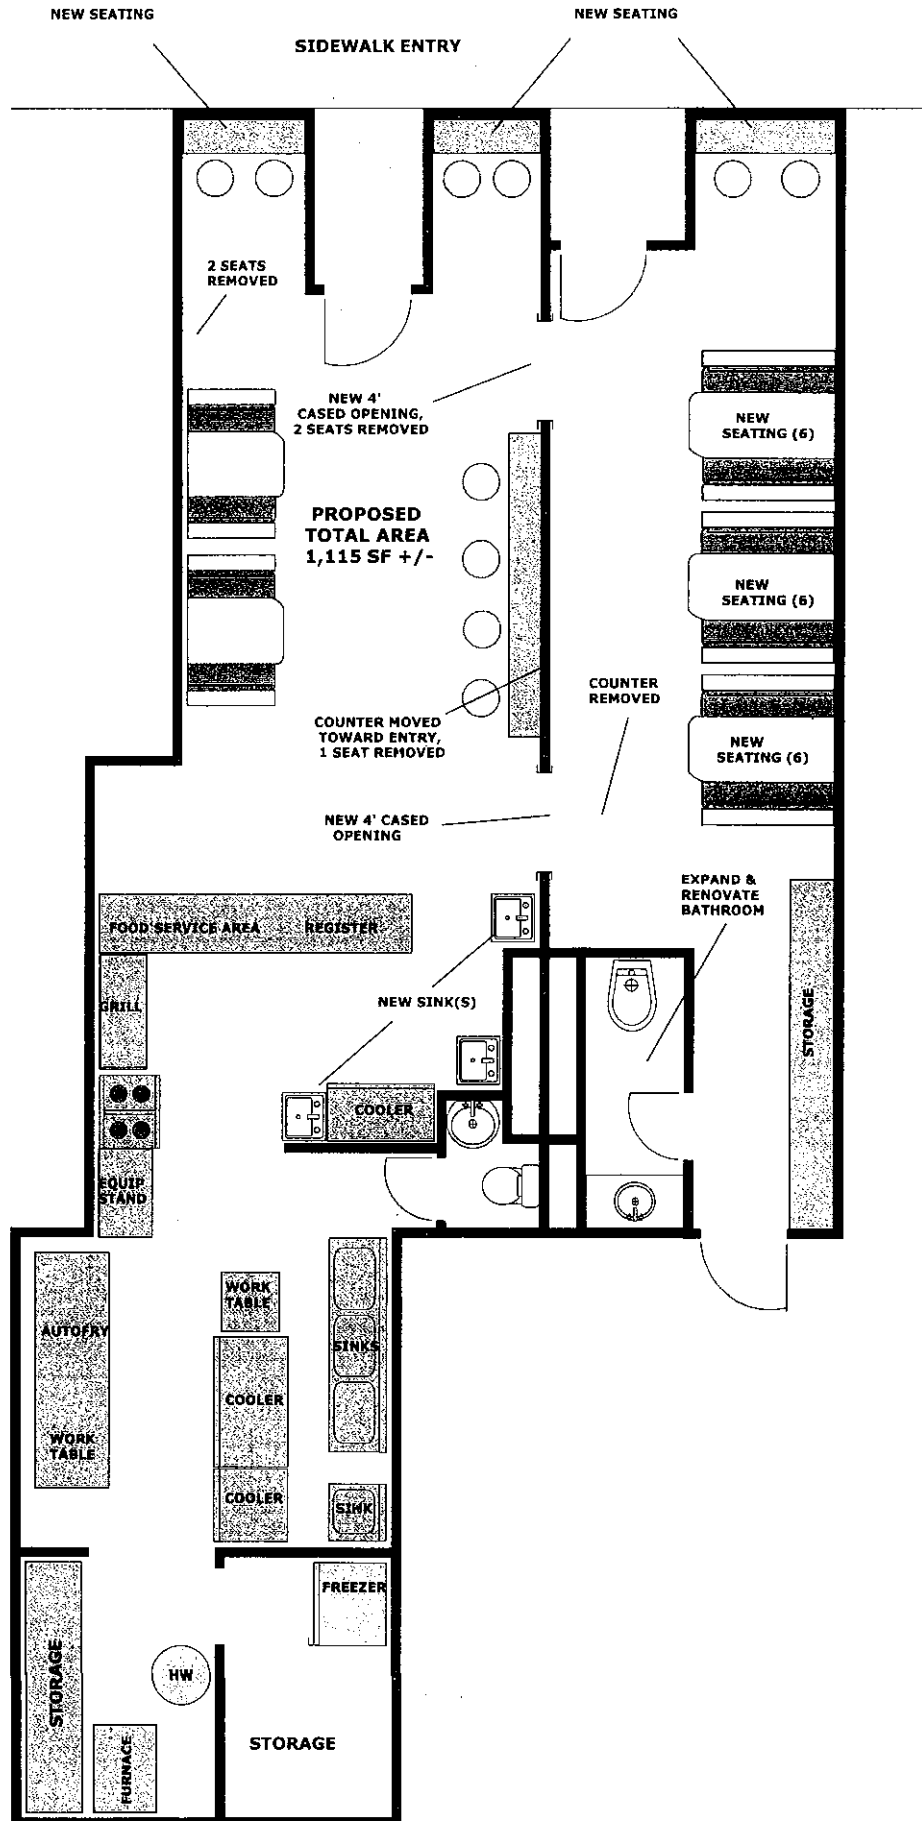 NEW SEATING
NEW SEATING
SIDEWALK ENTRY
2 SEATS
REMOVED
NEW 4'
CASED OPENING,
2 SEATS REMOVED
NEW
SEATING (6)
PROPOSED
TOTAL AREA
1,115 SF +/-
NEW
SEATING (6)
COUNTER
REMOVED
COUNTER MOVED
TOWARD ENTRY,
1 SEAT REMOVED
NEW
SEATING (6)
NEW 4' CASED
OPENING
EXPAND &
RENOVATE
BATHROOM
FOOD SERVICE AREA
REGISTER
GRILL
NEW SINK(S)
STORAGE
COOLER
EQUIP
STAND
WORK
TABLE
AUTOFRY
SINKS
COOLER
WORK
TABLE
COOLER
SINK
FREEZER
STORAGE
HW
FURNACE
STORAGE